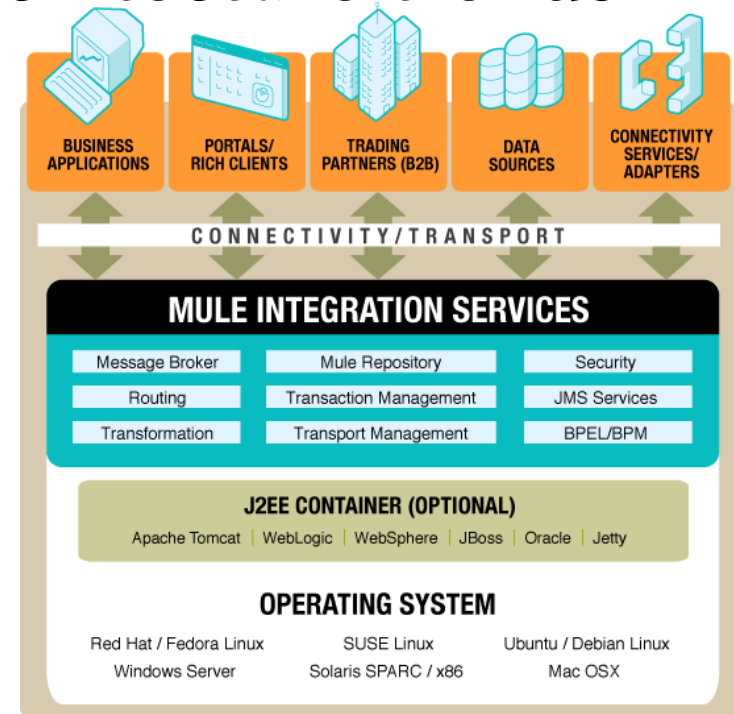 BUSINESS
APPLICATIONS
PORTALS/
RICH CLIENTS
TRADING
PARTNERS (B2B)
DATA
SOURCES
CONNECTIVITY
SERVICES/
ADAPTERS
CONNECTIVITY/TRANSPORT
MULE INTEGRATION SERVICES
Message Broker
Mule Repository
Security
Routing
Transaction Management
JMS Services
Transformation
Transport Management
BPEL/BPM
J2EE CONTAINER (OPTIONAL)
Apache Tomcat | WebLogic | WebSphere | JBoss | Oracle | Jetty
OPERATING SYSTEM
Red Hat / Fedora Linux
SUSE Linux
Ubuntu / Debian Linux
Windows Server
Solaris SPARC / x86
Mac OSX